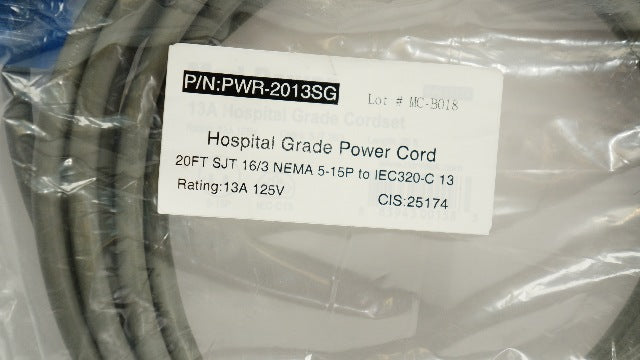 P/N:PWR-2013SG
Lot # MC-B018
13A Hospital Grade Cordset
Hospital Grade Power Cord
20FT SJT 16/3 NEMA 5-15P to IEC320-C 13
Rating:13A 125V
CIS:25174